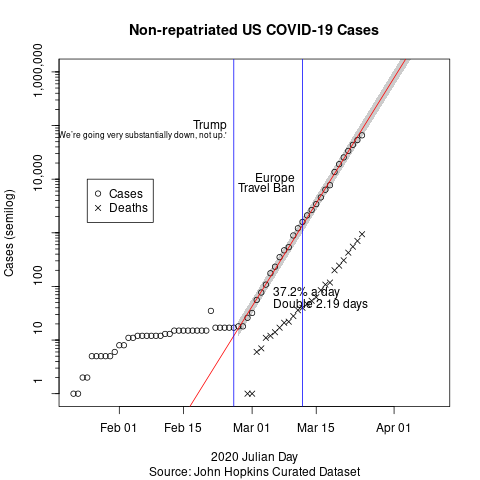 Non-repatriated US COVID-19 Cases
1,000,000
10,000
100
10
1
Cases (semilog)
Trump
'We're going very substantially down, not up.'
Europe
Travel Ban
Cases
Deaths
37.2% a day
Double 2.19 days
Feb 01
Feb 15
Mar 01
Mar 15
Apr 01
2020 Julian Day
Source: John Hopkins Curated Dataset